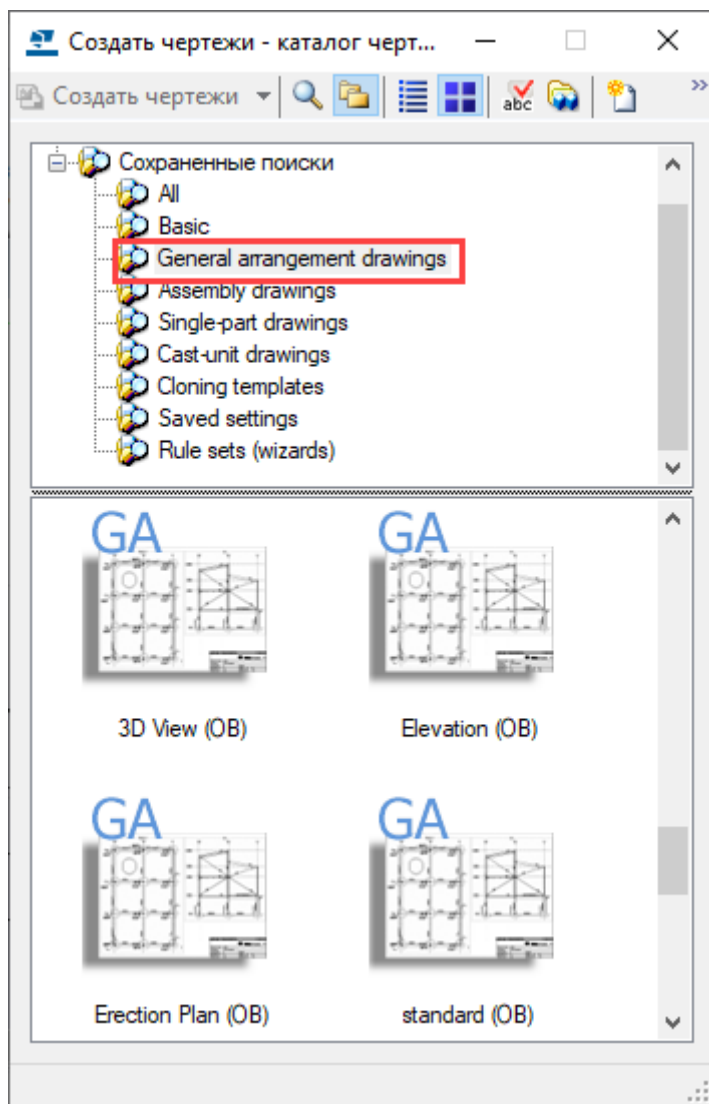 Создать чертежи - каталог черт...
Создать чертежи
abc
»
Сохраненные поиски
All
Basic
General arrangement drawings
Assembly drawings
Single-part drawings
Cast-unit drawings
Cloning templates
Saved settings
Rule sets (wizards)
GA GA
3D View (OB) Elevation (OB)
GA GA
Erection Plan (OB) standard (OB)